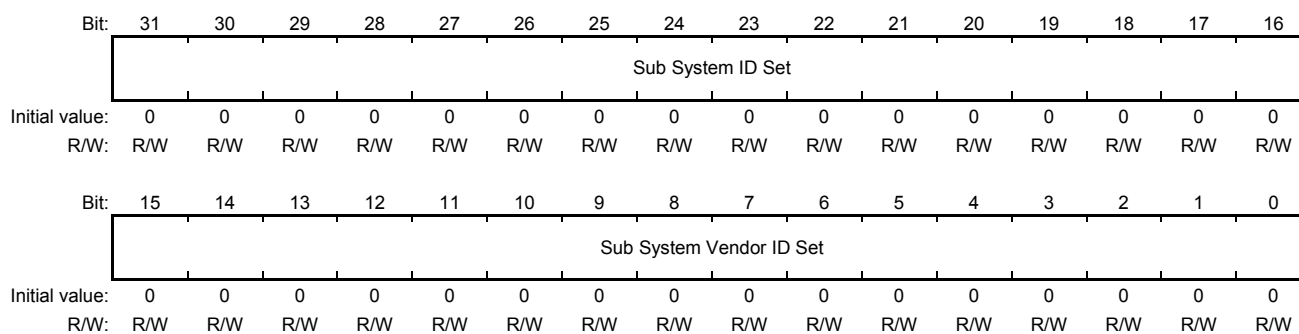 Bit: 31 30 29 28 27 26 25 24 23 22 21 20 19 18 17 16
Sub System ID Set
Initial value: 0 0 0 0 0 0 0 0 0 0 0 0 0 0 0 0
R/W: R/W R/W R/W R/W R/W R/W R/W R/W R/W R/W R/W R/W R/W R/W R/W R/W
Bit: 15 14 13 12 11 10 9 8 7 6 5 4 3 2 1 0
Sub System Vendor ID Set
Initial value: 0 0 0 0 0 0 0 0 0 0 0 0 0 0 0 0
R/W: R/W R/W R/W R/W R/W R/W R/W R/W R/W R/W R/W R/W R/W R/W R/W R/W